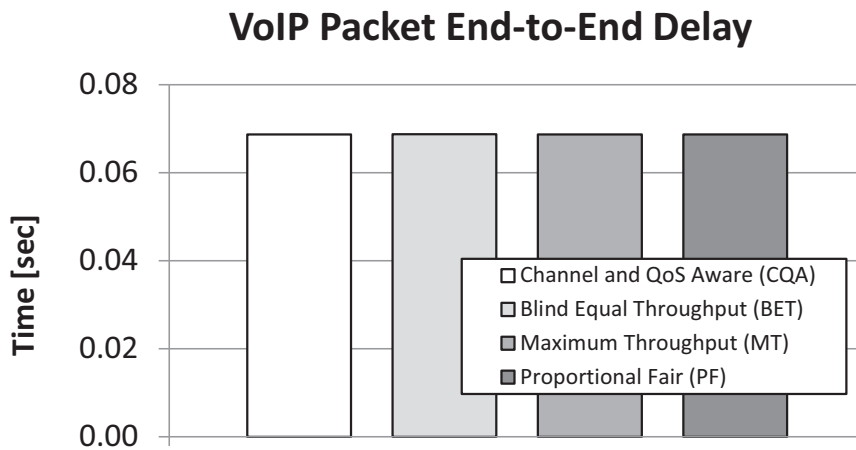 VoIP Packet End-to-End Delay
0.08
0.06
0.04
0.02
0.00
Time [sec]
Channel and QoS Aware (CQA)
Blind Equal Throughput (BET)
Maximum Throughput (MT)
Proportional Fair (PF)